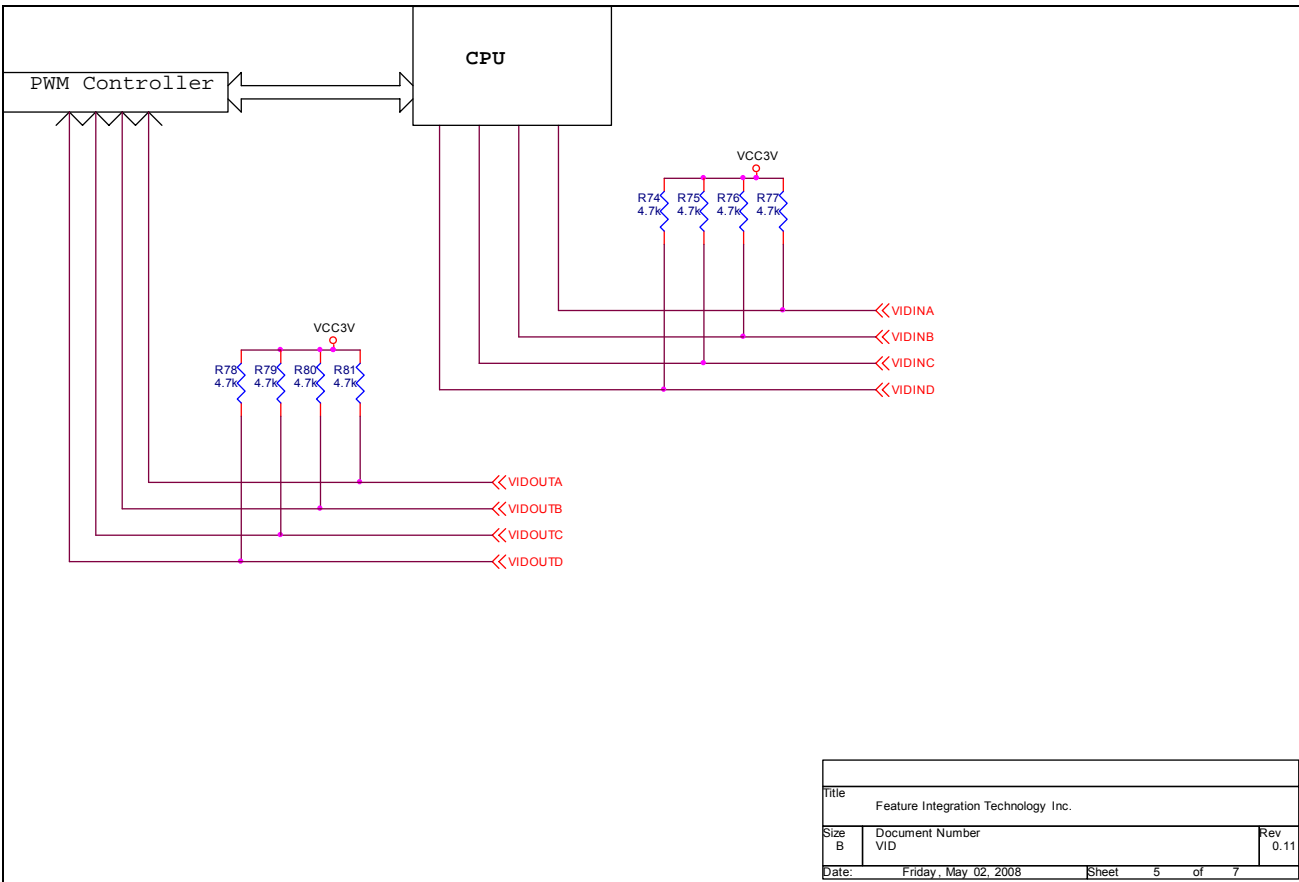 CPU
PWM Controller
VCC3V
R74 R75 R76 R77
4.7k 4.7k 4.7k 4.7k
VIDINA
VIDINB
VIDINC
VIDIND
VCC3V
R78 R79 R80 R81
4.7k 4.7k 4.7k 4.7k
VIDOUTA
VIDOUTB
VIDOUTC
VIDOUTD
Title
Feature Integration Technology Inc.
Size Document Number Rev
B VID 0.11
Date: Friday, May 02, 2008 Sheet 5 of 7